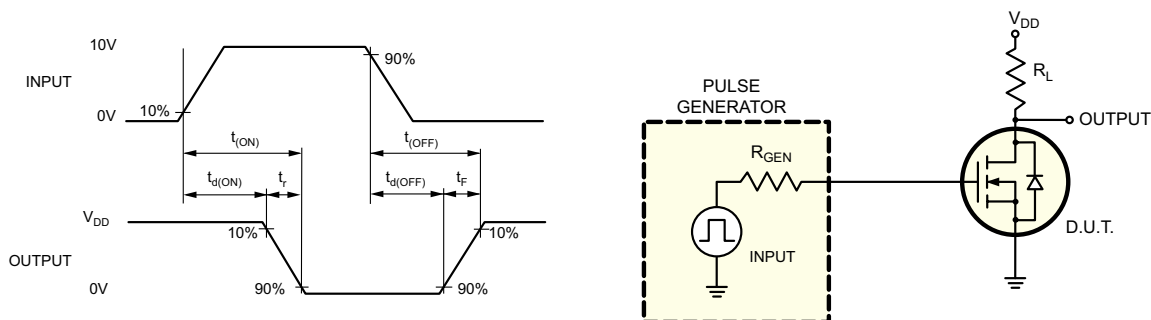 10V
90%
INPUT
10%
0V
t(ON)
t(OFF)
td(ON)
tr
td(OFF)
tF
VDD
10%
10%
OUTPUT
0V
90%
90%
VDD
RL
PULSE
GENERATOR
OUTPUT
RGEN
D.U.T.
INPUT